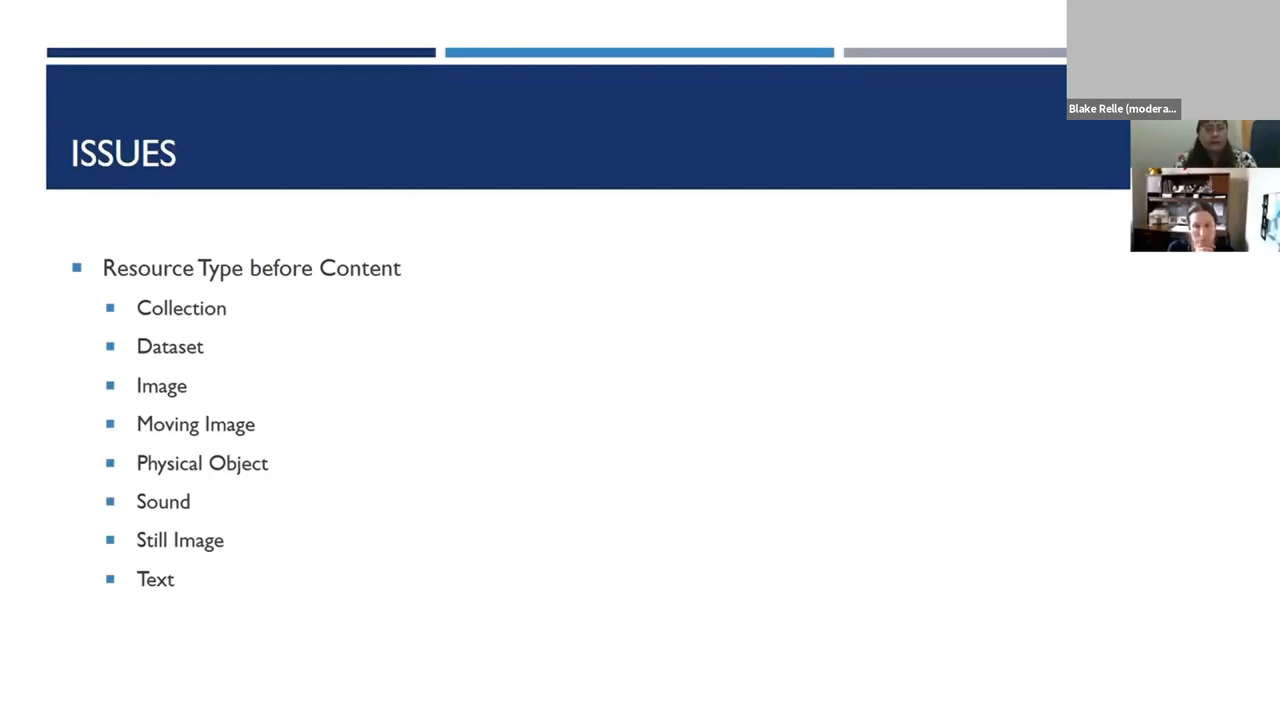 Blake Relle (modera...
ISSUES
Resource Type before Content
Collection
Dataset
Image
Moving Image
Physical Object
Sound
Still Image
Text